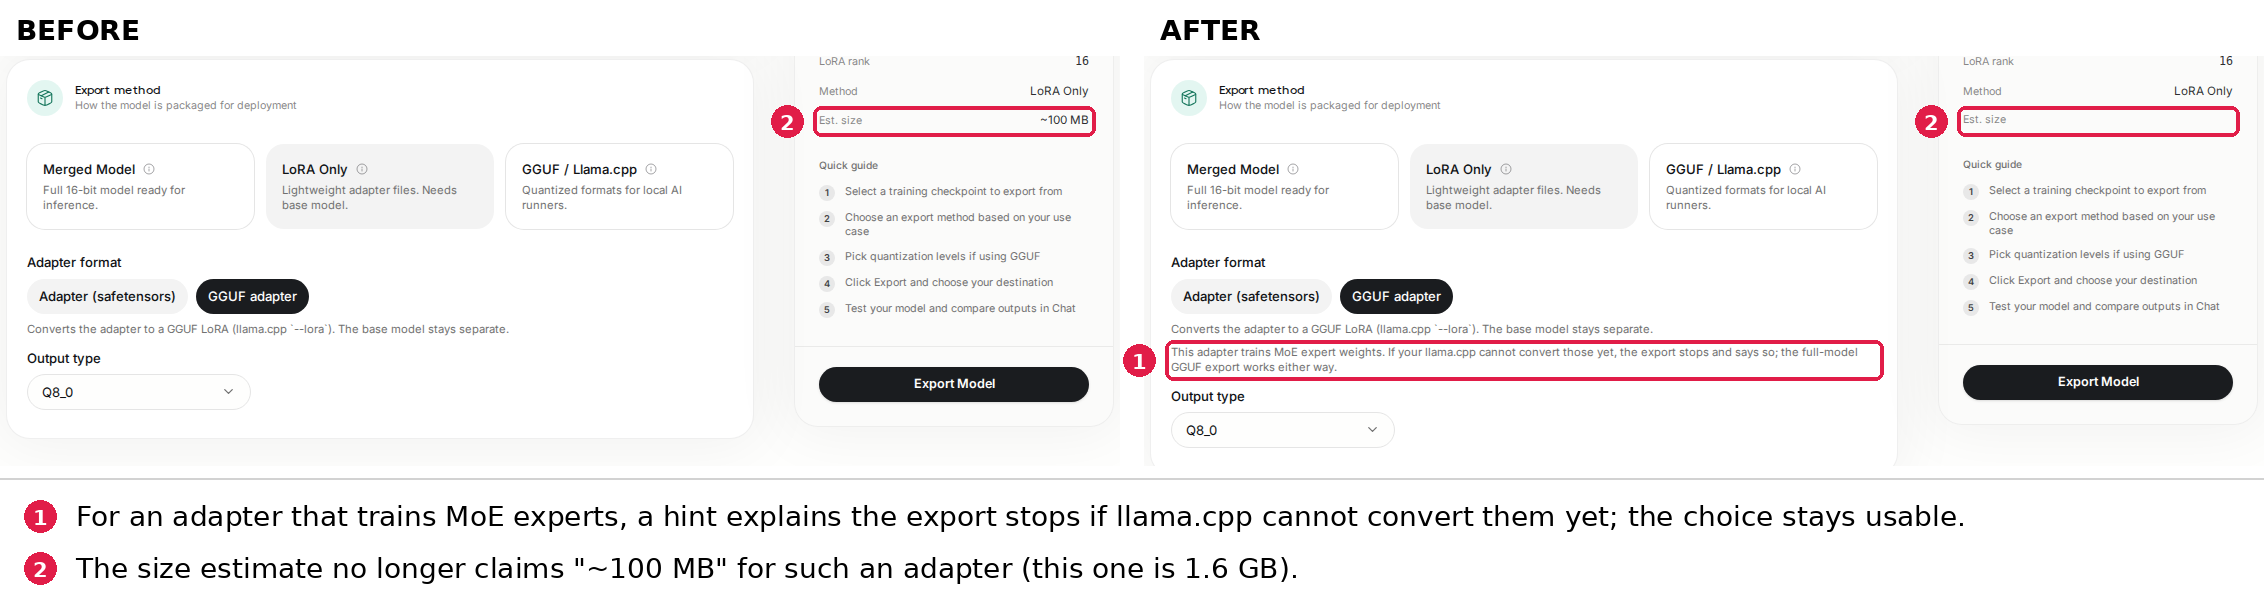 BEFORE
Export method
How the model is packaged for deployment
Merged Model
Full 16-bit model ready for
inference.
LoRA Only
Lightweight adapter files. Needs
base model.
GGUF / Llama.cpp
Quantized formats for local AI
runners.
Adapter format
Adapter (safetensors)
GGUF adapter
Converts the adapter to a GGUF LoRA (llama.cpp `--lora`). The base model stays separate.
Output type
Q8_0
LoRA rank 16
Method LoRA Only
2
Est. size ~100 MB
Quick guide
1 Select a training checkpoint to export from
2 Choose an export method based on your use
case
3 Pick quantization levels if using GGUF
4 Click Export and choose your destination
5 Test your model and compare outputs in Chat
Export Model
AFTER
Export method
How the model is packaged for deployment
Merged Model
Full 16-bit model ready for
inference.
LoRA Only
Lightweight adapter files. Needs
base model.
GGUF / Llama.cpp
Quantized formats for local AI
runners.
Adapter format
Adapter (safetensors)
GGUF adapter
Converts the adapter to a GGUF LoRA (llama.cpp `--lora`). The base model stays separate.
1
This adapter trains MoE expert weights. If your llama.cpp cannot convert those yet, the export stops and says so; the full-model
GGUF export works either way.
Output type
Q8_0
LoRA rank 16
Method LoRA Only
2
Est. size
Quick guide
1 Select a training checkpoint to export from
2 Choose an export method based on your use
case
3 Pick quantization levels if using GGUF
4 Click Export and choose your destination
5 Test your model and compare outputs in Chat
Export Model
1 For an adapter that trains MoE experts, a hint explains the export stops if llama.cpp cannot convert them yet; the choice stays usable.
2 The size estimate no longer claims "~100 MB" for such an adapter (this one is 1.6 GB).